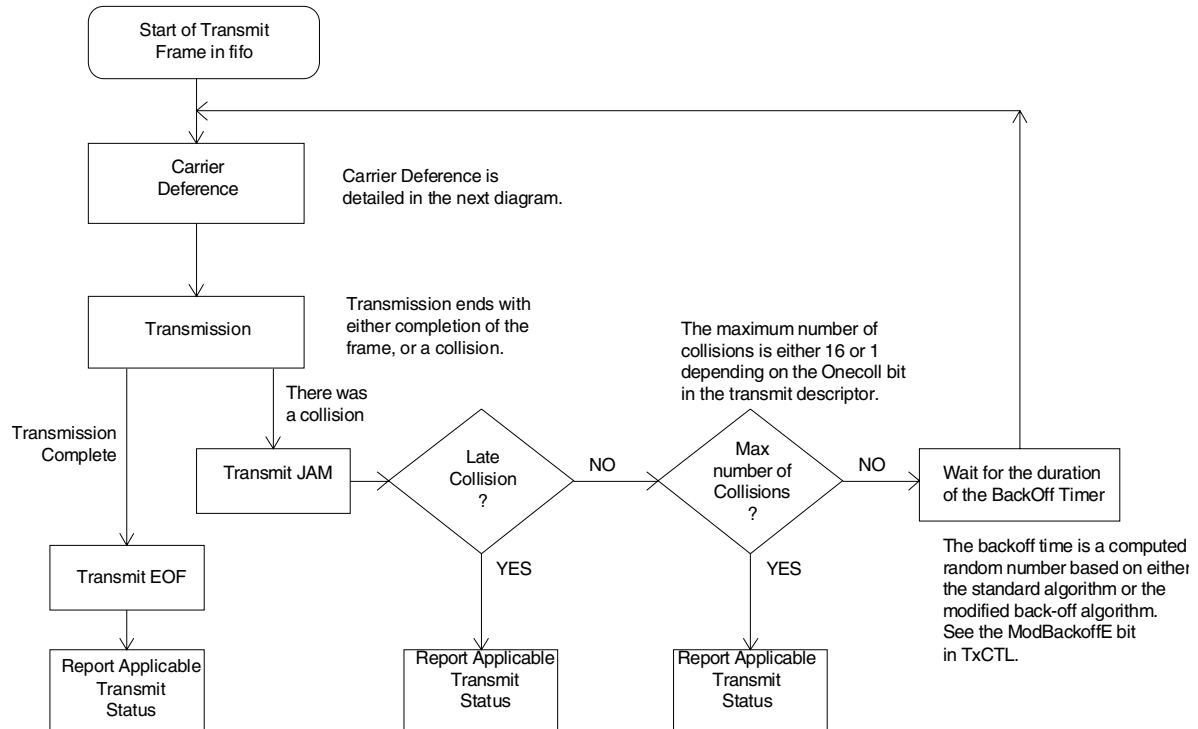 Start of Transmit
Frame in fifo
Carrier
Deference
Carrier Deference is
detailed in the next diagram.
Transmission
Transmission ends with
either completion of the
frame, or a collision.
The maximum number of
collisions is either 16 or 1
depending on the Onecoll bit
in the transmit descriptor.
There was
a collision
Transmission
Complete
Transmit JAM
Late
Collision
?
NO
Max
number of
Collisions
?
NO
Wait for the duration
of the BackOff Timer
The backoff time is a computed
random number based on either
the standard algorithm or the
modified back-off algorithm.
See the ModBackoffE bit
in TxCTL.
YES
YES
Transmit EOF
Report Applicable
Transmit
Status
Report Applicable
Transmit
Status
Report Applicable
Transmit
Status